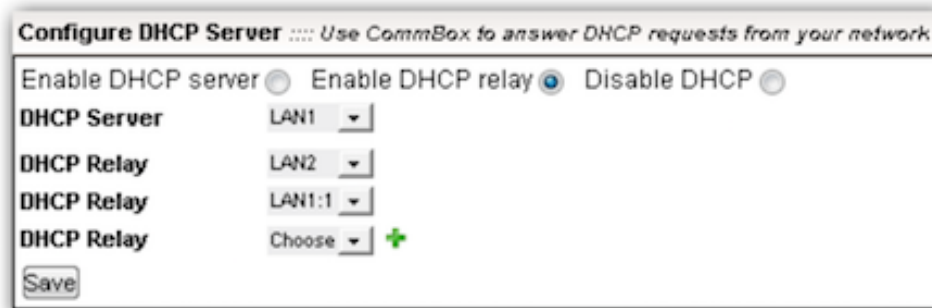 Configure DHCP Server :::: Use CommBox to answer DHCP requests from your network
Enable DHCP server Enable DHCP relay Disable DHCP
DHCP Server LAN1
DHCP Relay LAN2
DHCP Relay LAN1:1
DHCP Relay Choose
Save